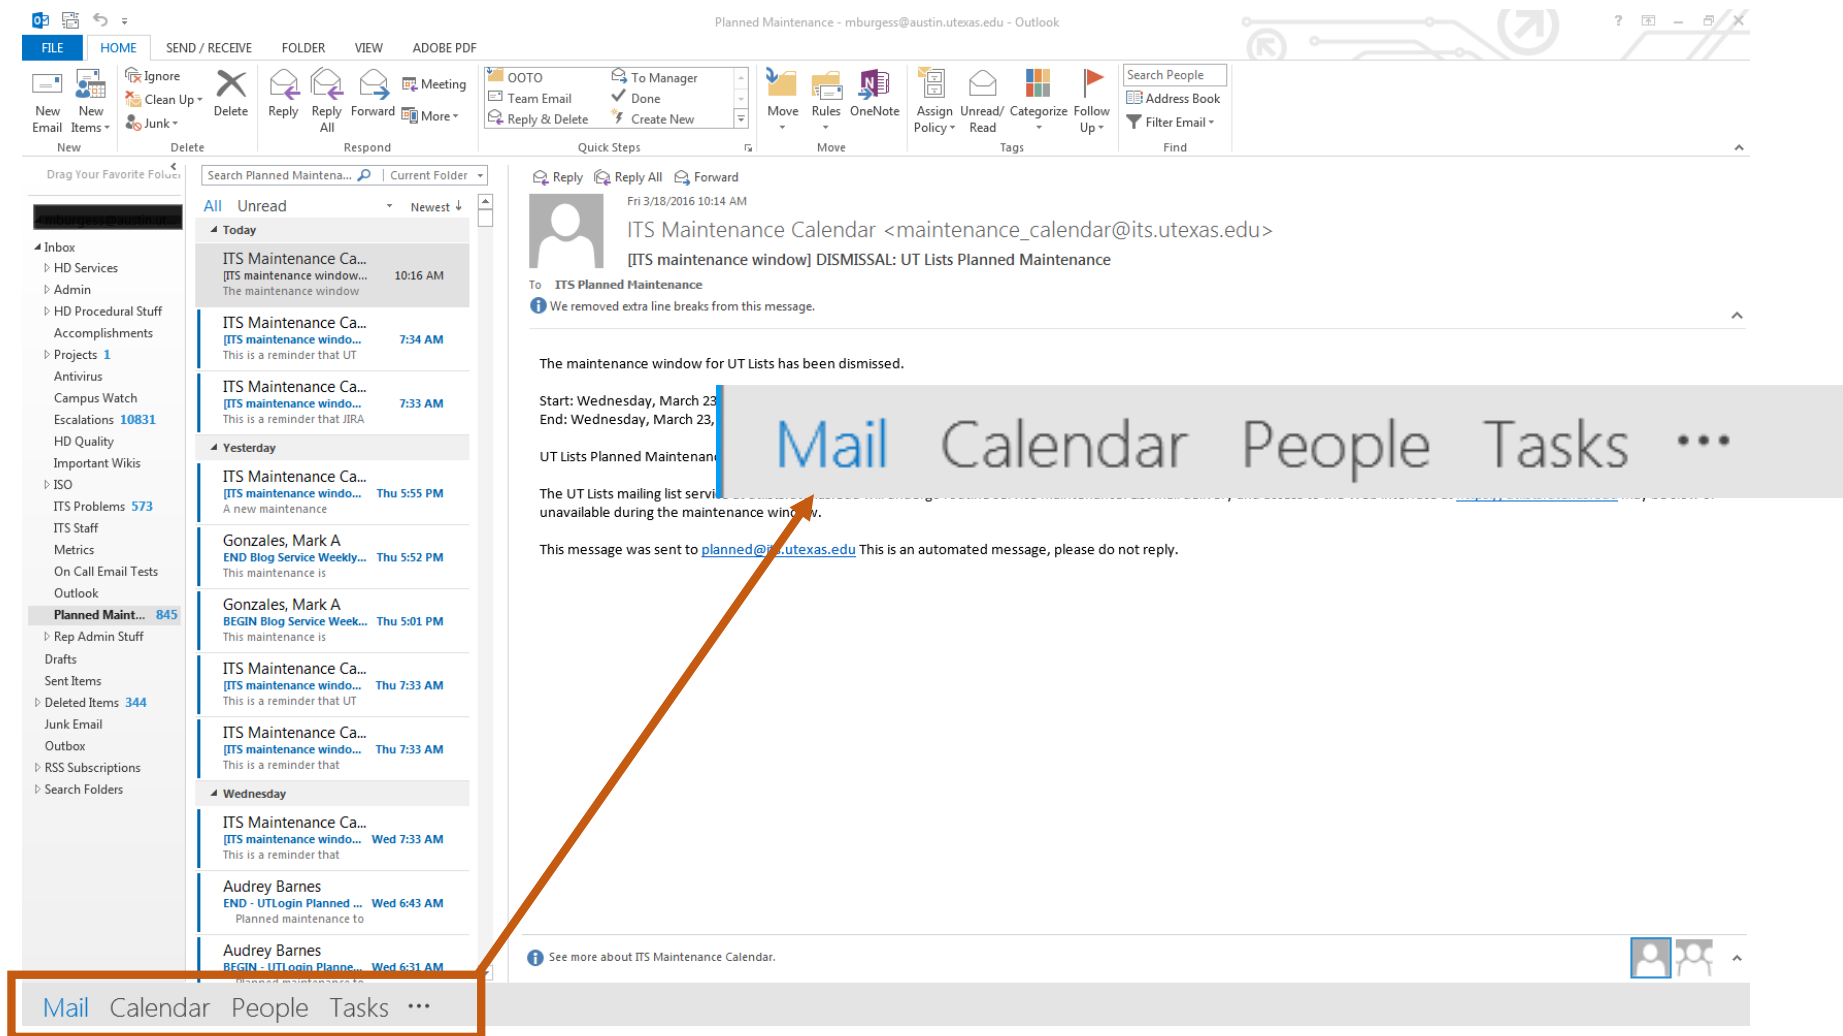 Planned Maintenance - mburgess@austin.utexas.edu - Outlook
FILE HOME SEND / RECEIVE FOLDER VIEW ADOBE PDF
New Email
New Items
Ignore
Clean Up
Junk
Delete
Reply
Reply All
Forward
Meeting
More
OOTO
Team Email
Reply & Delete
To Manager
Done
Create New
Move
Rules
OneNote
Assign Policy
Unread/ Read
Categorize
Follow Up
Search People
Address Book
Filter Email
New Delete Respond Quick Steps Move Tags Find
Drag Your Favorite Folder
Inbox
HD Services
Admin
HD Procedural Stuff
Accomplishments
Projects 1
Antivirus
Campus Watch
Escalations 10831
HD Quality
Important Wikis
ISO
ITS Problems 573
ITS Staff
Metrics
On Call Email Tests
Outlook
Planned Maint... 845
Rep Admin Stuff
Drafts
Sent Items
Deleted Items 344
Junk Email
Outbox
RSS Subscriptions
Search Folders
Search Planned Maintena... Current Folder
All Unread Newest ↓
Today
ITS Maintenance Ca...
[ITS maintenance window... 10:16 AM
The maintenance window
ITS Maintenance Ca...
[ITS maintenance windo... 7:34 AM
This is a reminder that UT
ITS Maintenance Ca...
[ITS maintenance windo... 7:33 AM
This is a reminder that JIRA
Yesterday
ITS Maintenance Ca...
[ITS maintenance windo... Thu 5:55 PM
A new maintenance
Gonzales, Mark A
END Blog Service Weekly... Thu 5:52 PM
This maintenance is
Gonzales, Mark A
BEGIN Blog Service Week... Thu 5:01 PM
This maintenance is
ITS Maintenance Ca...
[ITS maintenance windo... Thu 7:33 AM
This is a reminder that UT
ITS Maintenance Ca...
[ITS maintenance windo... Thu 7:33 AM
This is a reminder that
Wednesday
ITS Maintenance Ca...
[ITS maintenance windo... Wed 7:33 AM
This is a reminder that
Audrey Barnes
END - UTLogin Planned ... Wed 6:43 AM
Planned maintenance to
Audrey Barnes
BEGIN - UTLogin Planne... Wed 6:31 AM
Planned maintenance to
Reply Reply All Forward
Fri 3/18/2016 10:14 AM
ITS Maintenance Calendar <maintenance_calendar@its.utexas.edu>
[ITS maintenance window] DISMISSAL: UT Lists Planned Maintenance
To ITS Planned Maintenance
We removed extra line breaks from this message.
The maintenance window for UT Lists has been dismissed.
Start: Wednesday, March 23
End: Wednesday, March 23,
UT Lists Planned Maintenan
Mail Calendar People Tasks •••
The UT Lists mailing list service
unavailable during the maintenance window.
This message was sent to planned@its.utexas.edu This is an automated message, please do not reply.
See more about ITS Maintenance Calendar.
Mail Calendar People Tasks •••